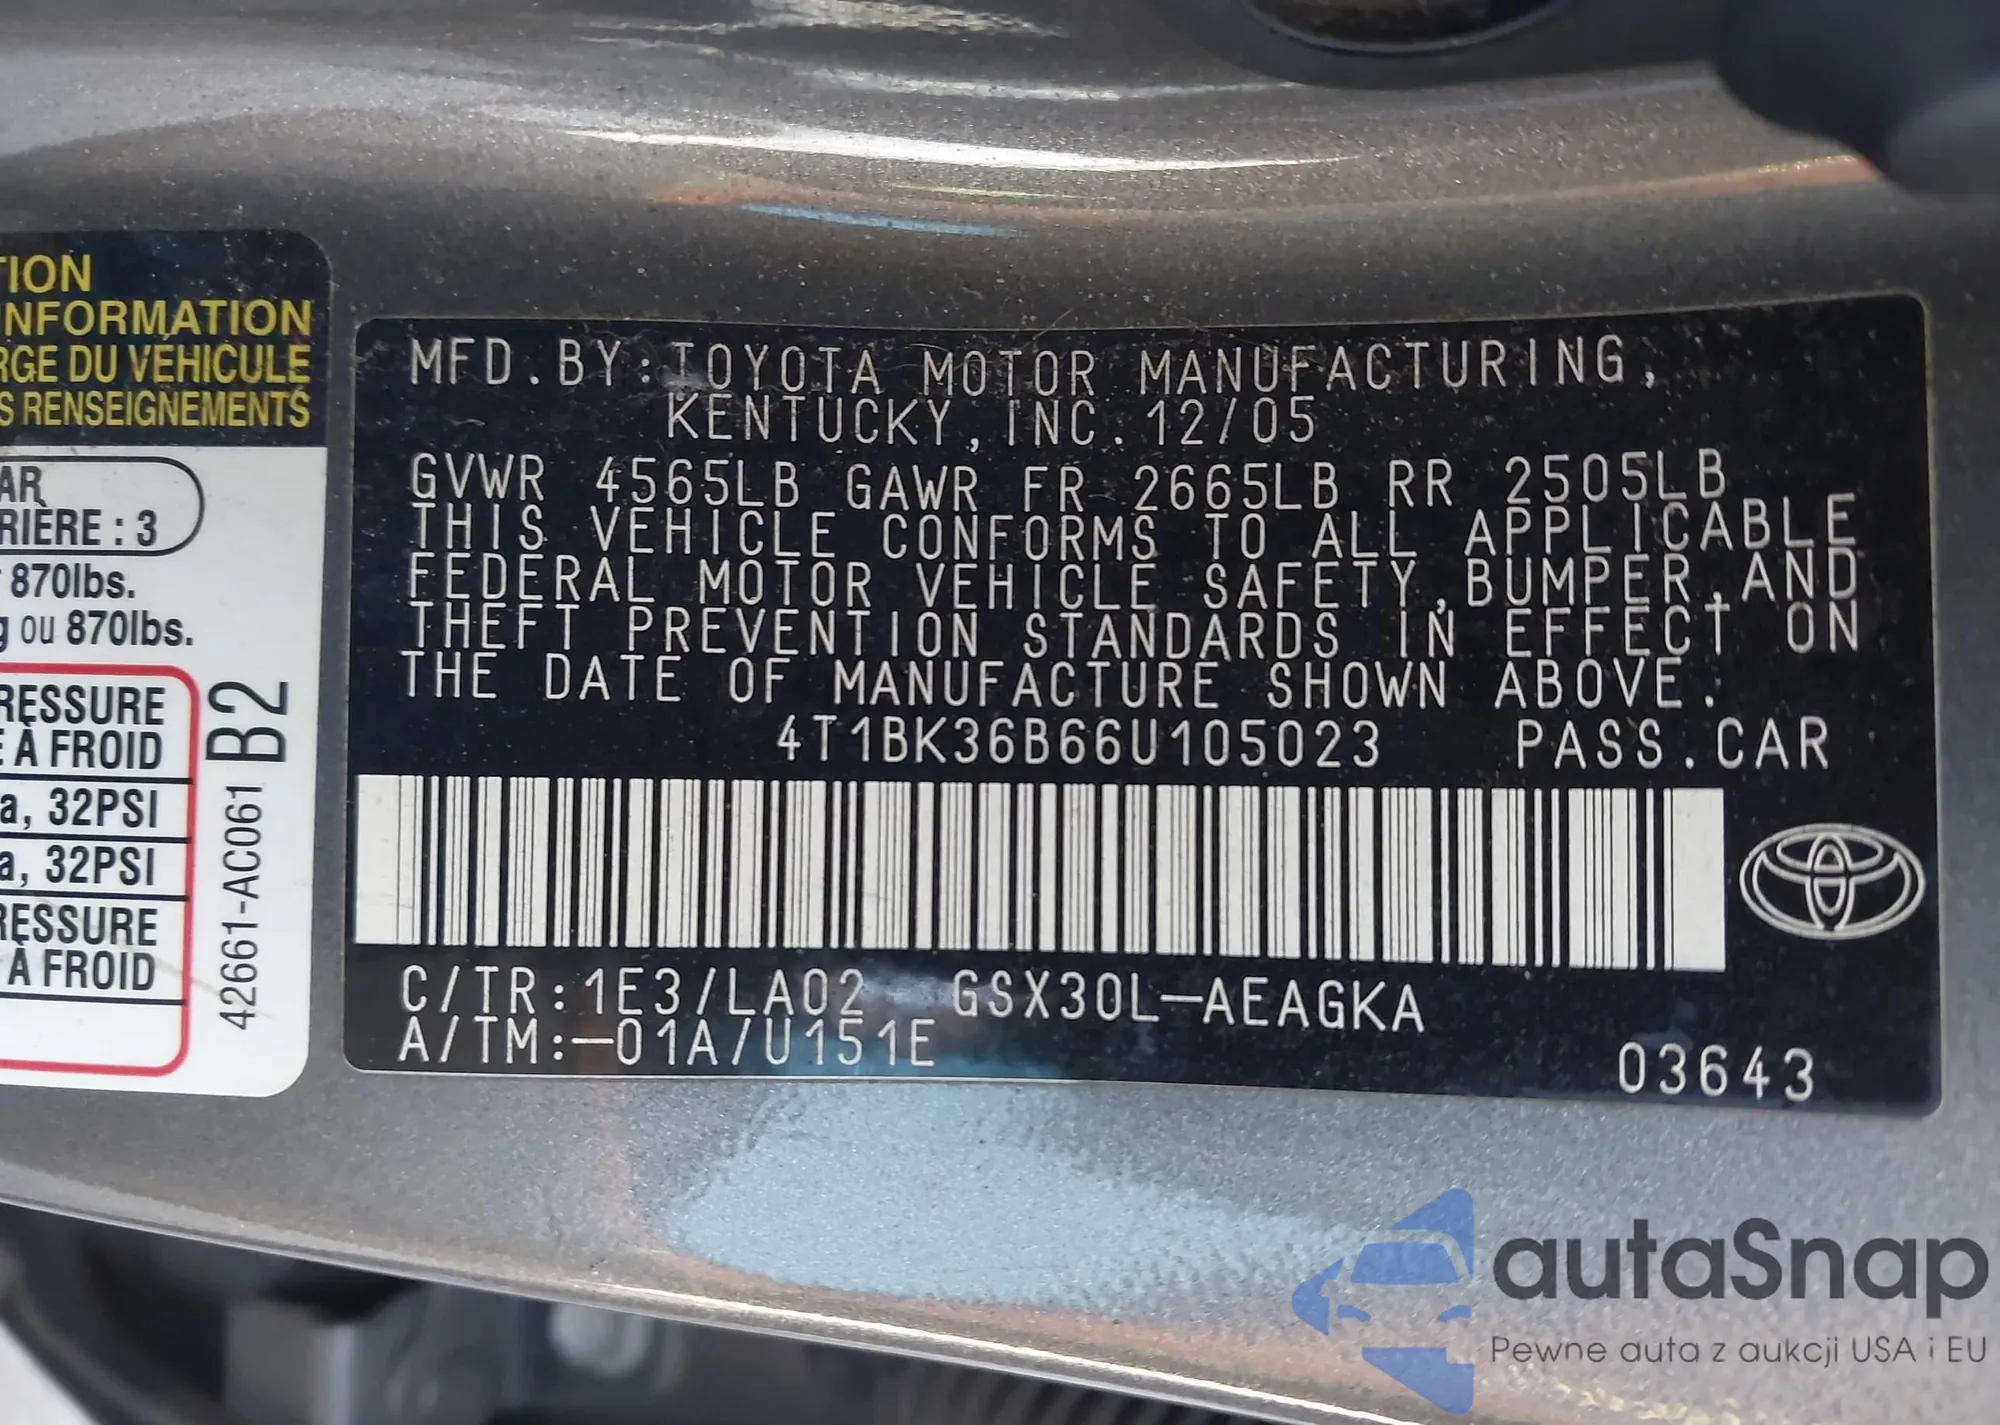 TION
INFORMATION
RGE DU VÉHICULE
S RENSEIGNEMENTS
AR
RIÈRE : 3
870lbs.
g ou 870lbs.
RESSURE
E À FROID
a, 32PSI
a, 32PSI
RESSURE
À FROID
B2
42661-AC061
MFD. BY: TOYOTA MOTOR MANUFACTURING,
KENTUCKY, INC. 12/05
GVWR 4565LB GAWR FR 2665LB RR 2505LB
THIS VEHICLE CONFORMS TO ALL APPLICABLE
FEDERAL MOTOR VEHICLE SAFETY, BUMPER, AND
THEFT PREVENTION STANDARDS IN EFFECT ON
THE DATE OF MANUFACTURE SHOWN ABOVE.
4T1BK36B66U105023 PASS. CAR
C/TR: 1E3/LA02 GSX30L-AEAGKA
A/TM:-01A/U151E
03643
autaSnap
Pewne auta z aukcji USA i EU